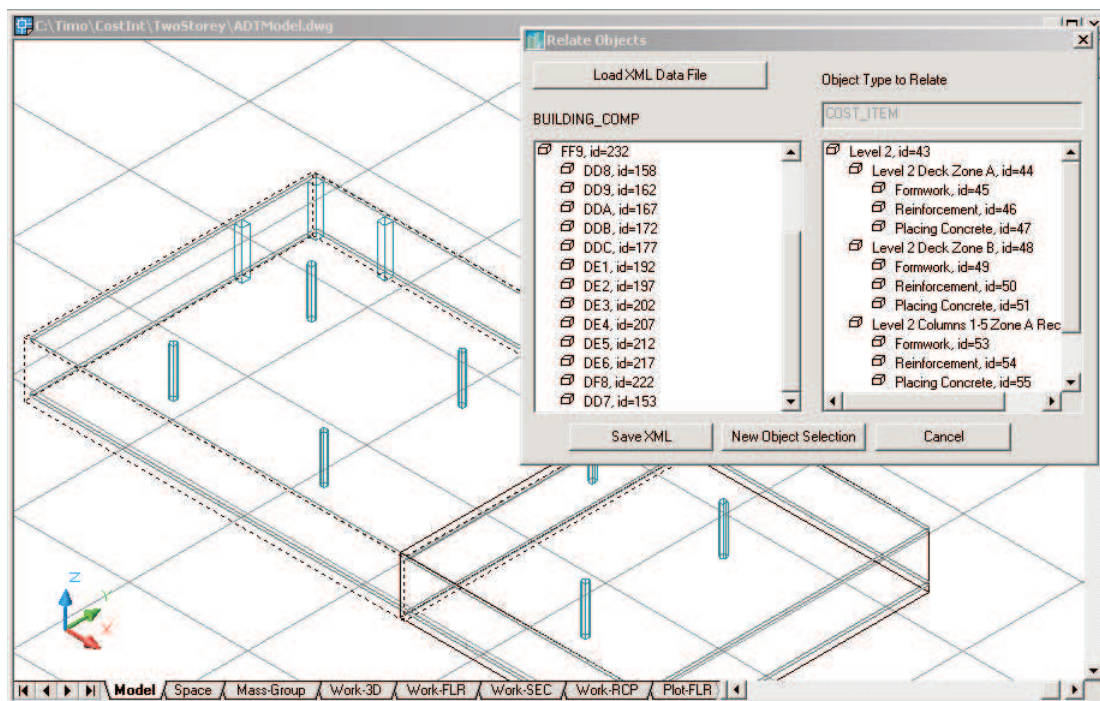 C:\Timo\CostInt\TwoStorey\ADTModel.dwg
Relate Objects
Load XML Data File
Object Type to Relate
BUILDING_COMP
COST_ITEM
FF9, id=232
DD8, id=158
DD9, id=162
DDA, id=167
DDB, id=172
DDC, id=177
DE1, id=192
DE2, id=197
DE3, id=202
DE4, id=207
DE5, id=212
DE6, id=217
DF8, id=222
DD7, id=153
Level 2, id=43
Level 2 Deck Zone A, id=44
Formwork, id=45
Reinforcement, id=46
Placing Concrete, id=47
Level 2 Deck Zone B, id=48
Formwork, id=49
Reinforcement, id=50
Placing Concrete, id=51
Level 2 Columns 1-5 Zone A Rec
Formwork, id=53
Reinforcement, id=54
Placing Concrete, id=55
Save XML New Object Selection Cancel
Z
Y
X
Model Space Mass-Group Work-3D Work-FLR Work-SEC Work-RCP Plot-FLR